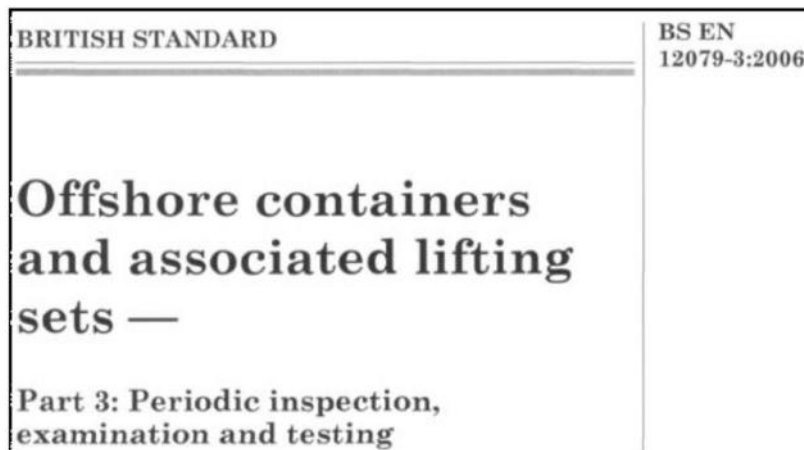 BRITISH STANDARD
BS EN
12079-3:2006
Offshore containers
and associated lifting
sets —
Part 3: Periodic inspection,
examination and testing